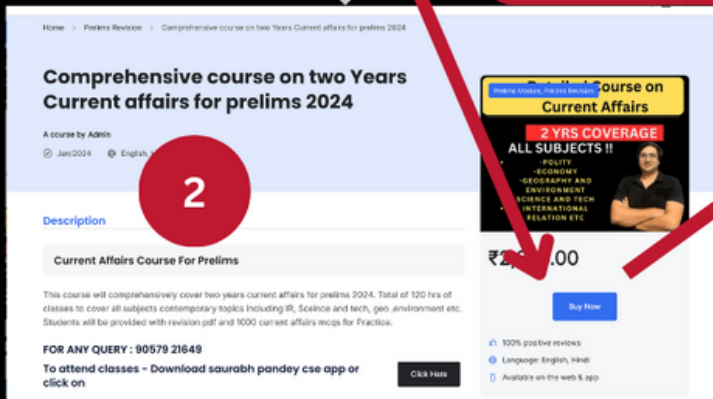 Home > Prelims Revision > Comprehensive course on two Years Current affairs for prelims 2024
Comprehensive course on two Years
Current affairs for prelims 2024
A course by Admin
Jan/2024 English,
2
Description
Current Affairs Course For Prelims
This course will comprehensively cover two years current affairs for prelims 2024. Total of 120 hrs of
classes to cover all subjects contemporary topics including IR, Sceince and tech, geo ,environment etc.
Students will be provided with revision pdf and 1000 current affairs mcqs for Practice.
FOR ANY QUERY : 90579 21649
To attend classes - Download saurabh pandey cse app or
click on
Click Here
Prelims Module, Prelims Revision
Course on
Current Affairs
2 YRS COVERAGE
ALL SUBJECTS !!
-POLITY
-ECONOMY
-GEOGRAPHY AND
ENVIRONMENT
SCIENCE AND TECH
INTERNATIONAL
RELATION ETC
.00
Buy Now
100% positive reviews
Language: English, Hindi
Available on the web & app